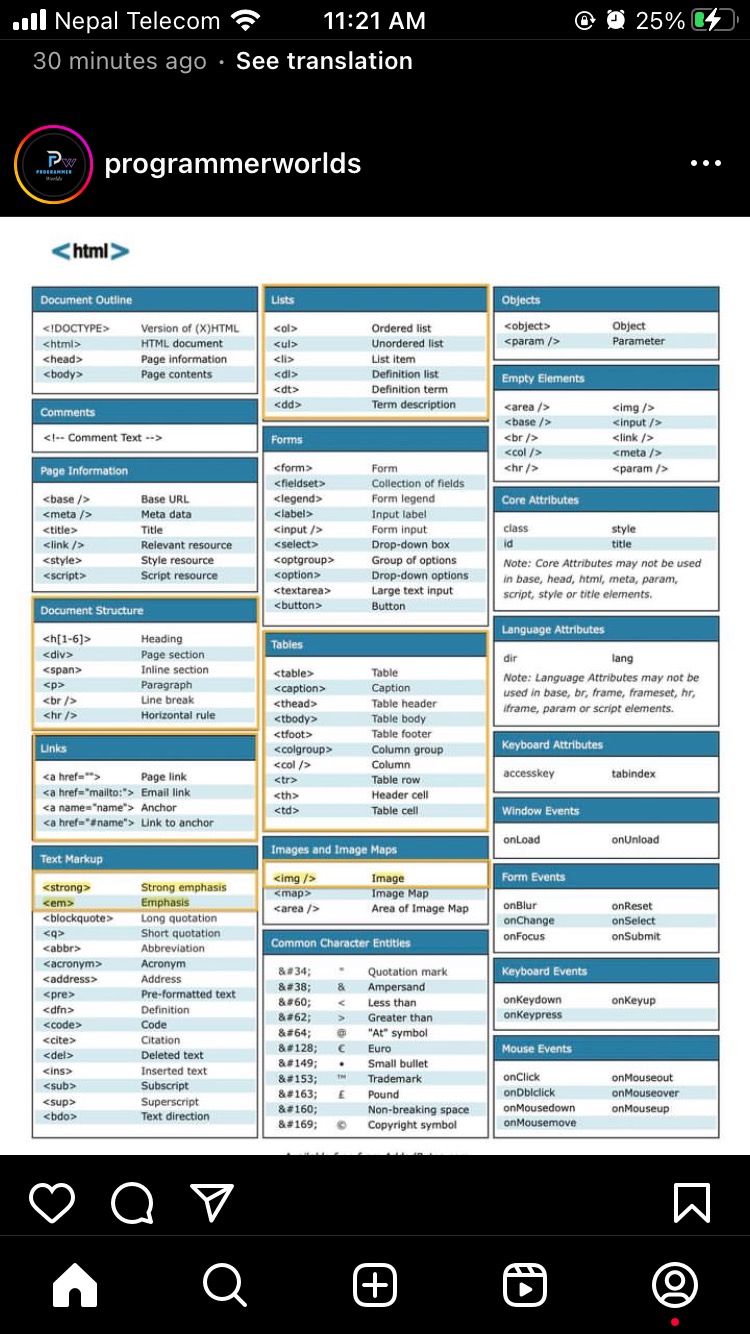 Nepal Telecom 11:21 AM 25%
30 minutes ago · See translation
PW
PROGRAMMER
Worlds
programmerworlds
<html>
Document Outline
<!DOCTYPE> Version of (X)HTML
<html> HTML document
<head> Page information
<body> Page contents
Comments
<!-- Comment Text -->
Page Information
<base /> Base URL
<meta /> Meta data
<title> Title
<link /> Relevant resource
<style> Style resource
<script> Script resource
Document Structure
<h[1-6]> Heading
<div> Page section
<span> Inline section
<p> Paragraph
<br /> Line break
<hr /> Horizontal rule
Links
<a href=""> Page link
<a href="mailto:"> Email link
<a name="name"> Anchor
<a href="#name"> Link to anchor
Text Markup
<strong> Strong emphasis
<em> Emphasis
<blockquote> Long quotation
<q> Short quotation
<abbr> Abbreviation
<acronym> Acronym
<address> Address
<pre> Pre-formatted text
<dfn> Definition
<code> Code
<cite> Citation
<del> Deleted text
<ins> Inserted text
<sub> Subscript
<sup> Superscript
<bdo> Text direction
Lists
<ol> Ordered list
<ul> Unordered list
<li> List item
<dl> Definition list
<dt> Definition term
<dd> Term description
Forms
<form> Form
<fieldset> Collection of fields
<legend> Form legend
<label> Input label
<input /> Form input
<select> Drop-down box
<optgroup> Group of options
<option> Drop-down options
<textarea> Large text input
<button> Button
Tables
<table> Table
<caption> Caption
<thead> Table header
<tbody> Table body
<tfoot> Table footer
<colgroup> Column group
<col /> Column
<tr> Table row
<th> Header cell
<td> Table cell
Images and Image Maps
<img /> Image
<map> Image Map
<area /> Area of Image Map
Common Character Entities
&#34; " Quotation mark
&#38; & Ampersand
&#60; < Less than
&#62; > Greater than
&#64; @ "At" symbol
&#128; € Euro
&#149; • Small bullet
&#153; ™ Trademark
&#163; £ Pound
&#160; Non-breaking space
&#169; © Copyright symbol
Objects
<object> Object
<param /> Parameter
Empty Elements
<area /> <img />
<base /> <input />
<br /> <link />
<col /> <meta />
<hr /> <param />
Core Attributes
class style
id title
Note: Core Attributes may not be used
in base, head, html, meta, param,
script, style or title elements.
Language Attributes
dir lang
Note: Language Attributes may not be
used in base, br, frame, frameset, hr,
iframe, param or script elements.
Keyboard Attributes
accesskey tabindex
Window Events
onLoad onUnload
Form Events
onBlur onReset
onChange onSelect
onFocus onSubmit
Keyboard Events
onKeydown onKeyup
onKeypress
Mouse Events
onClick onMouseout
onDblclick onMouseover
onMousedown onMouseup
onMousemove